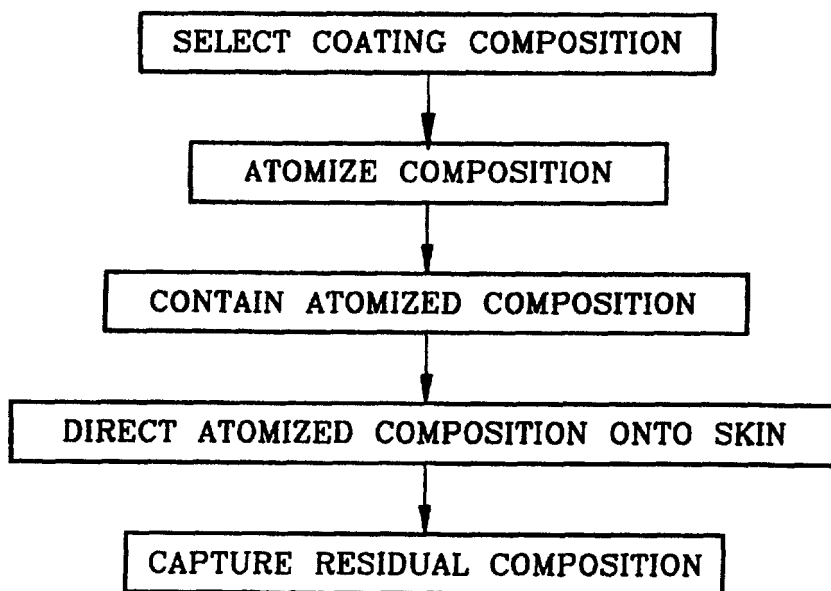 SELECT COATING COMPOSITION
ATOMIZE COMPOSITION
CONTAIN ATOMIZED COMPOSITION
DIRECT ATOMIZED COMPOSITION ONTO SKIN
CAPTURE RESIDUAL COMPOSITION